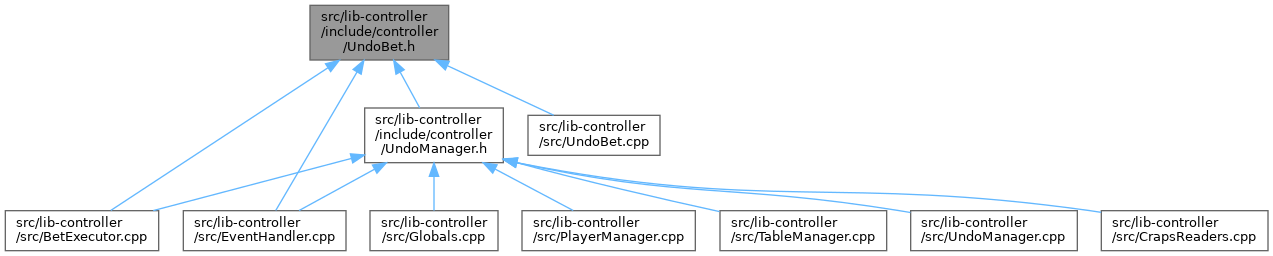 src/lib-controller
/include/controller
/UndoBet.h
src/lib-controller
/include/controller
/UndoManager.h
src/lib-controller
/src/UndoBet.cpp
src/lib-controller
/src/BetExecutor.cpp
src/lib-controller
/src/EventHandler.cpp
src/lib-controller
/src/Globals.cpp
src/lib-controller
/src/PlayerManager.cpp
src/lib-controller
/src/TableManager.cpp
src/lib-controller
/src/UndoManager.cpp
src/lib-controller
/src/CrapsReaders.cpp